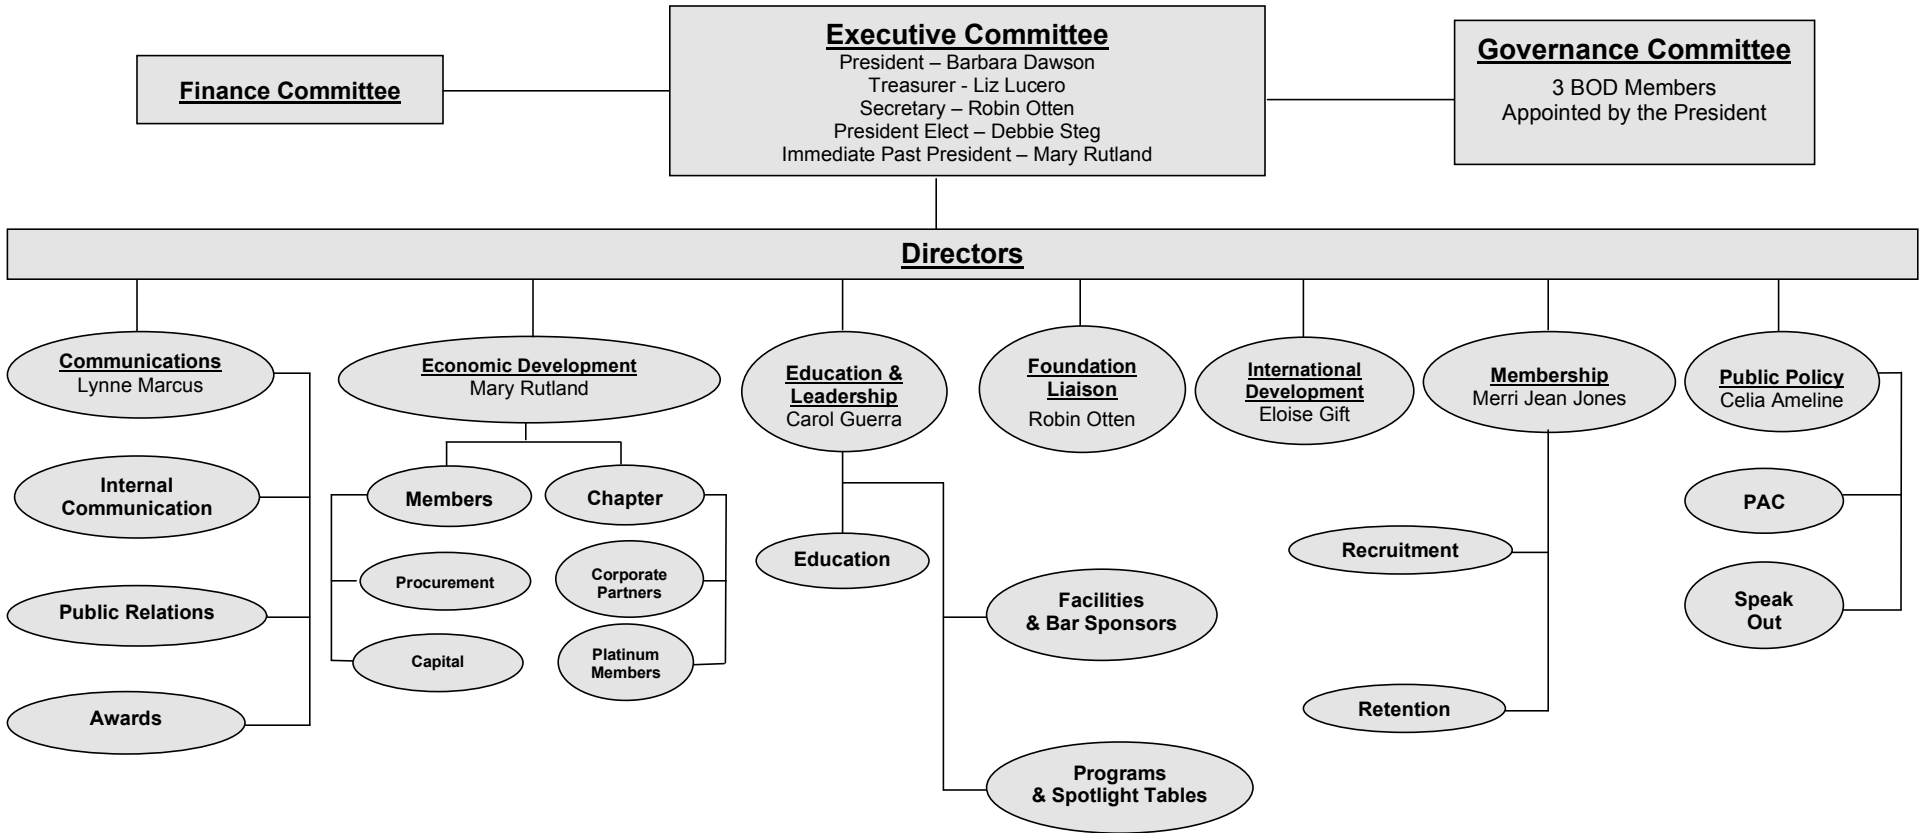 Executive Committee
President – Barbara Dawson
Treasurer - Liz Lucero
Secretary – Robin Otten
President Elect – Debbie Steg
Immediate Past President – Mary Rutland
Finance Committee
Governance Committee
3 BOD Members
Appointed by the President
Directors
Communications
Lynne Marcus
Internal
Communication
Public Relations
Awards
Economic Development
Mary Rutland
Members
Procurement
Capital
Chapter
Corporate
Partners
Platinum
Members
Education &
Leadership
Carol Guerra
Education
Facilities
& Bar Sponsors
Programs
& Spotlight Tables
Foundation
Liaison
Robin Otten
International
Development
Eloise Gift
Membership
Merri Jean Jones
Recruitment
Retention
Public Policy
Celia Ameline
PAC
Speak
Out